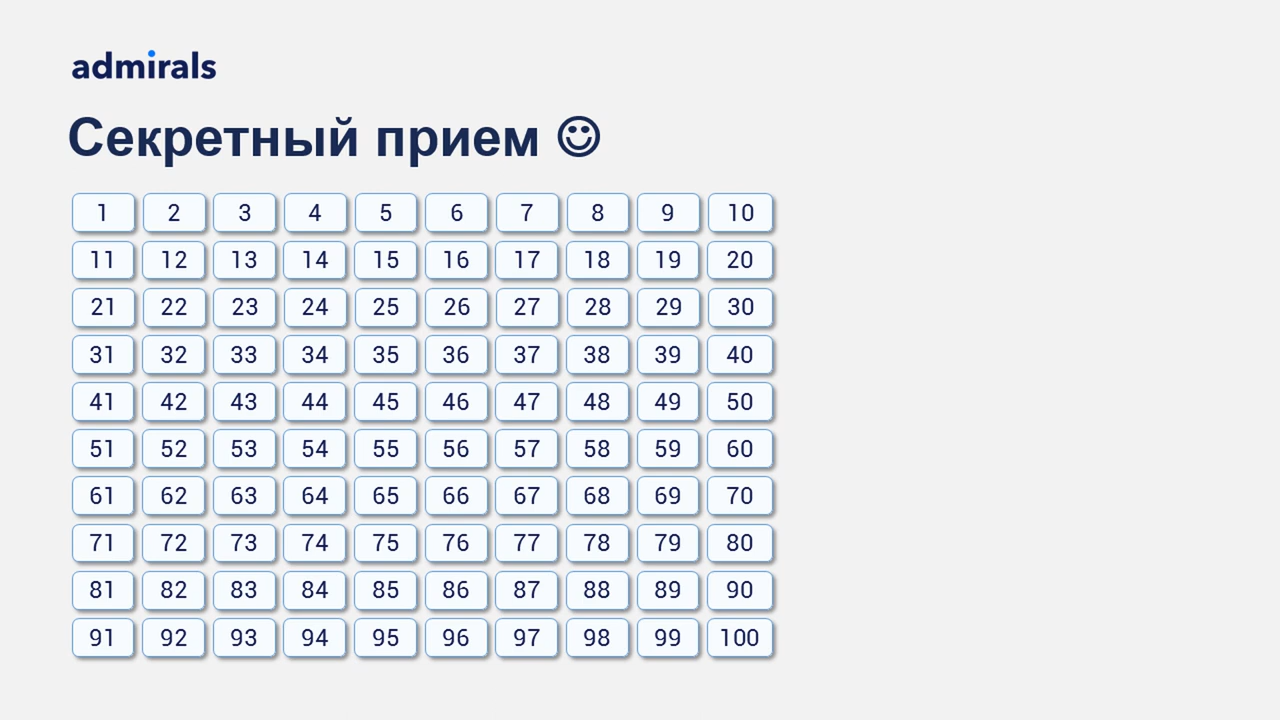 admirals
Секретный прием ☺
1 2 3 4 5 6 7 8 9 10
11 12 13 14 15 16 17 18 19 20
21 22 23 24 25 26 27 28 29 30
31 32 33 34 35 36 37 38 39 40
41 42 43 44 45 46 47 48 49 50
51 52 53 54 55 56 57 58 59 60
61 62 63 64 65 66 67 68 69 70
71 72 73 74 75 76 77 78 79 80
81 82 83 84 85 86 87 88 89 90
91 92 93 94 95 96 97 98 99 100